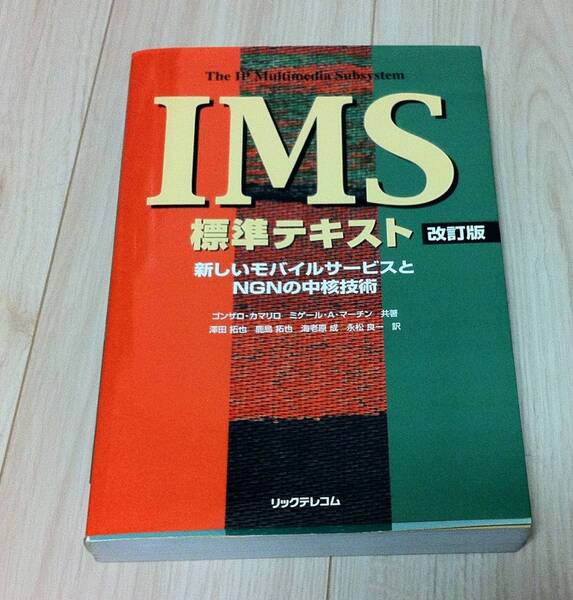 The IP Multimedia Subsystem
IMS
標準テキスト 改訂版
新しいモバイルサービスと
NGNの中核技術
ゴンザロ・カマリロ ミゲール・A・マーチン 共著
澤田 拓也 鹿島 拓也 海老原 成 永松 良一 訳
リックテレコム